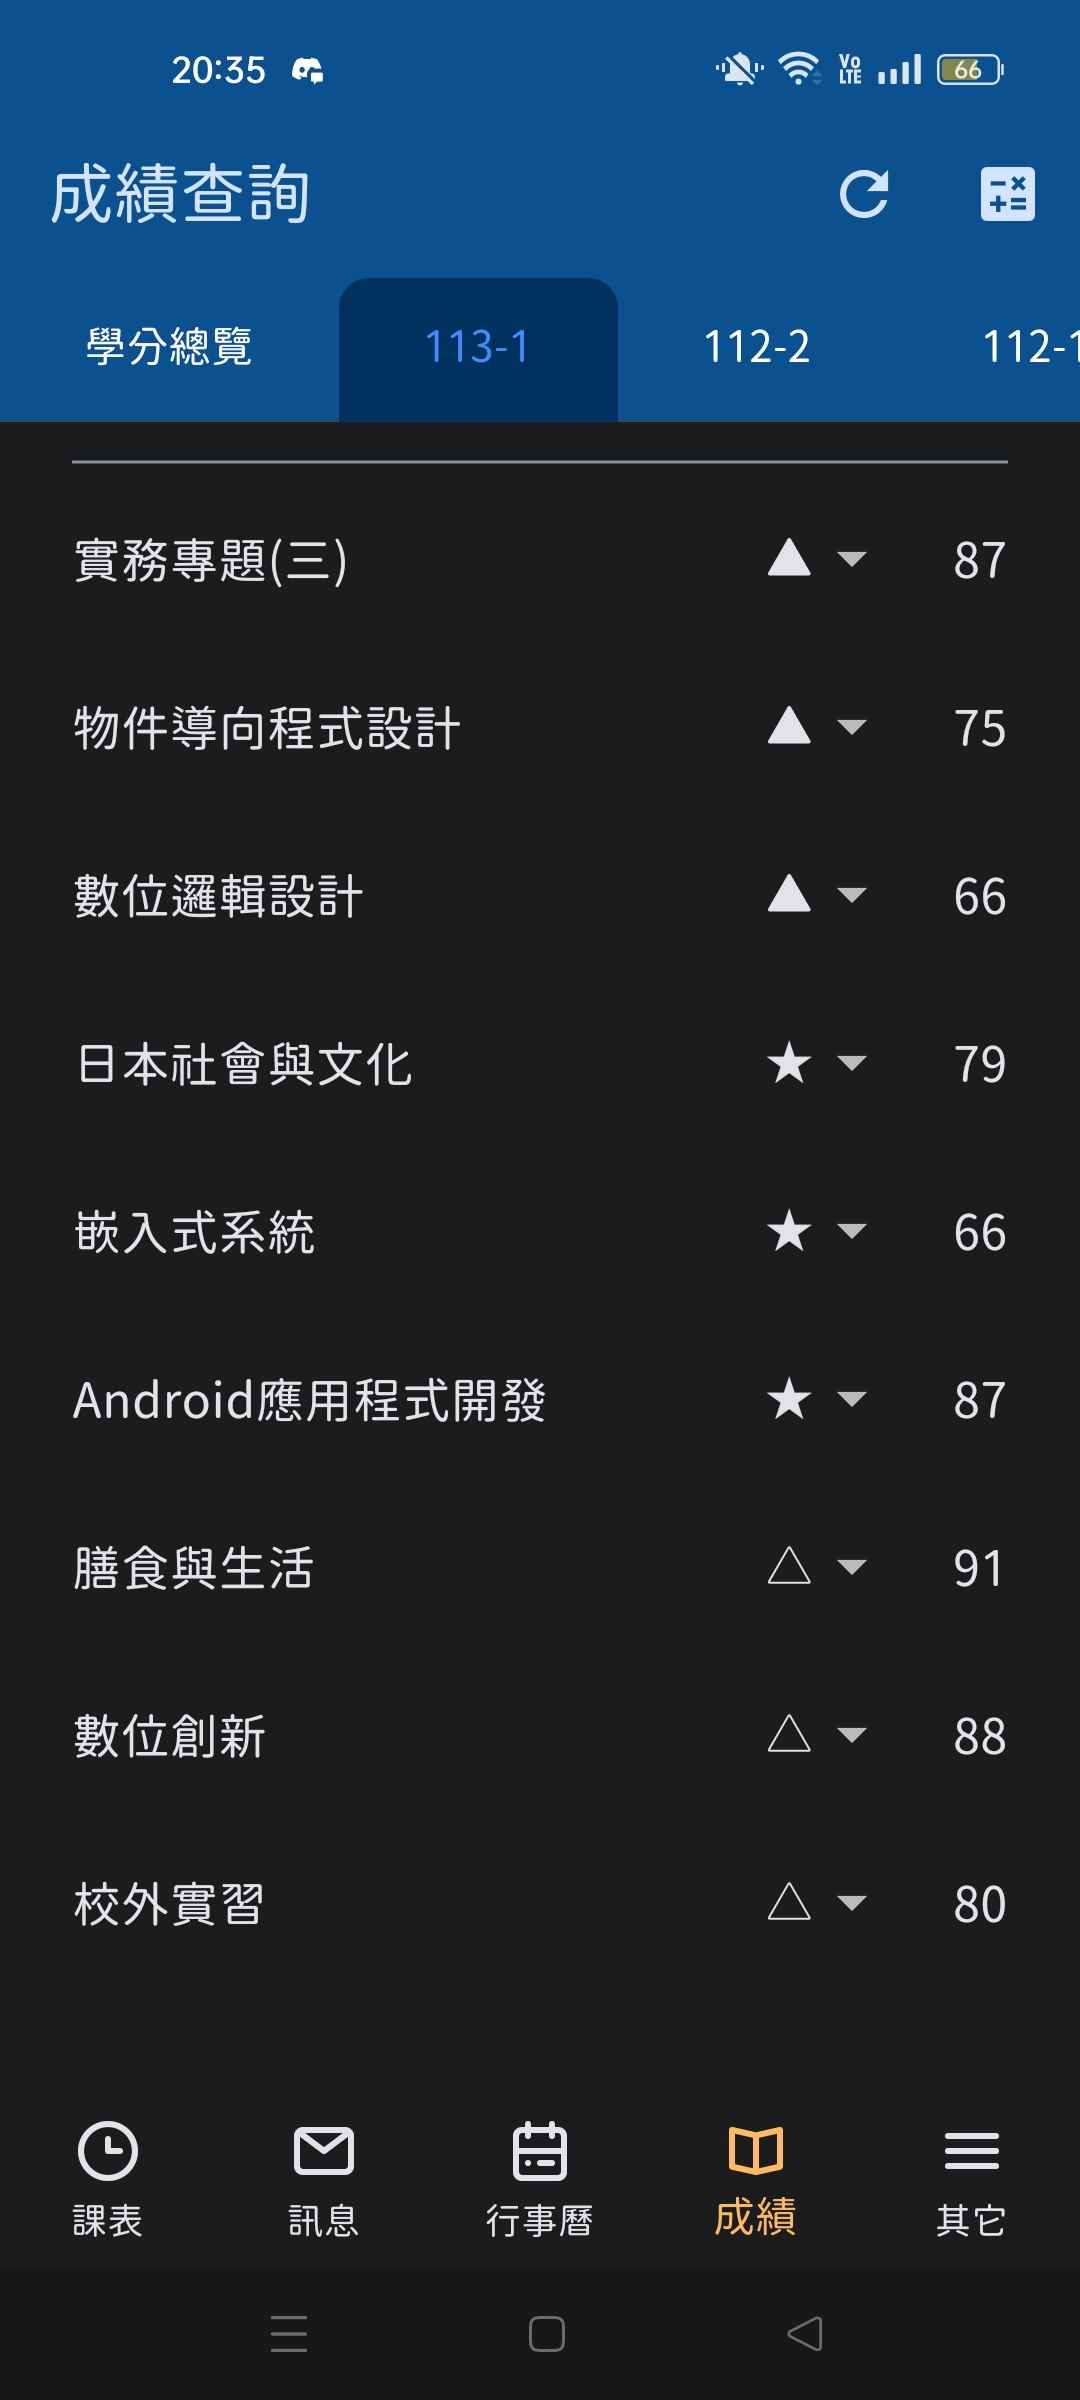 20:35
Vo LTE
66
成績查詢
學分總覽 113-1 112-2 112-1
實務專題(三) ▲ 87
物件導向程式設計 ▲ 75
數位邏輯設計 ▲ 66
日本社會與文化 ★ 79
嵌入式系統 ★ 66
Android應用程式開發 ★ 87
膳食與生活 △ 91
數位創新 △ 88
校外實習 △ 80
課表 訊息 行事曆 成績 其它